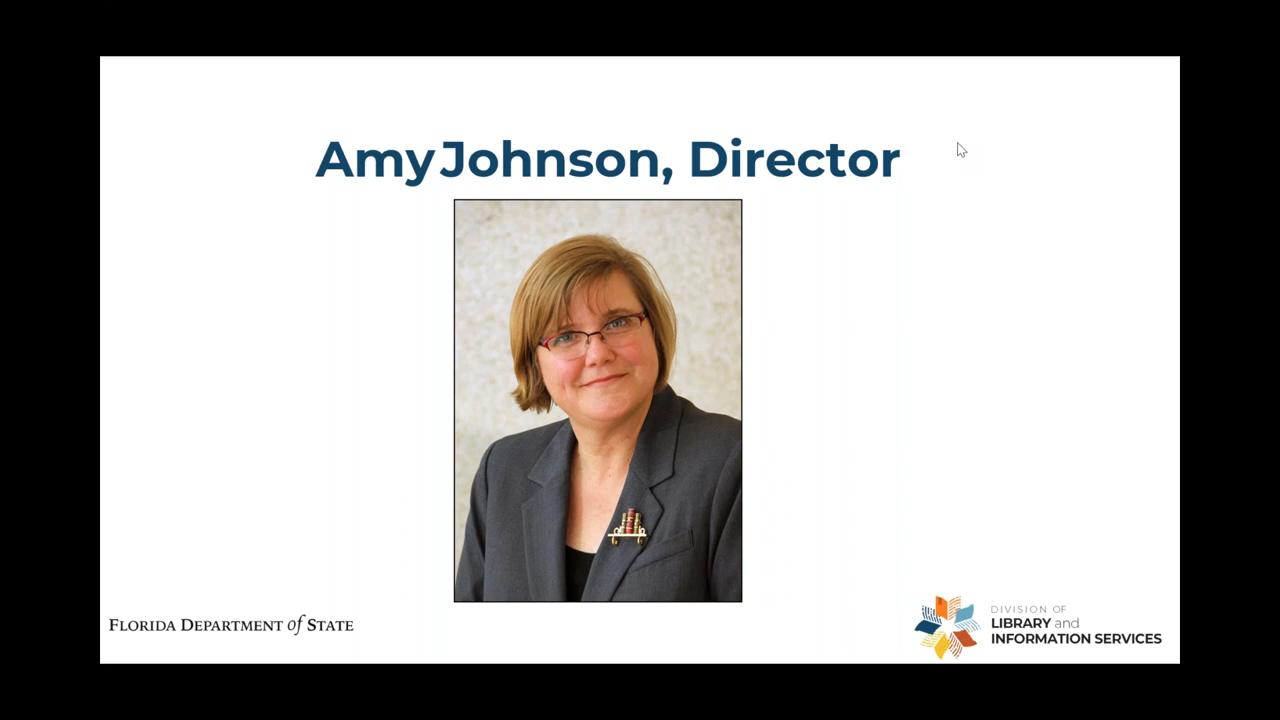 Amy Johnson, Director
FLORIDA DEPARTMENT of STATE
DIVISION OF
LIBRARY and
INFORMATION SERVICES